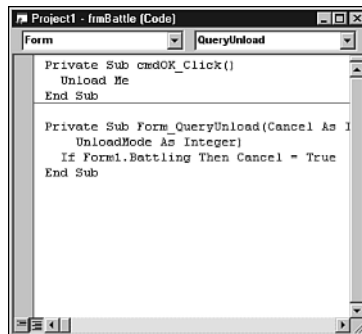 Project1 - frmBattle (Code)
Form QueryUnload
Private Sub cmdOK_Click()
Unload Me
End Sub
Private Sub Form_QueryUnload(Cancel As I
UnloadMode As Integer)
If Form1.Battling Then Cancel = True
End Sub